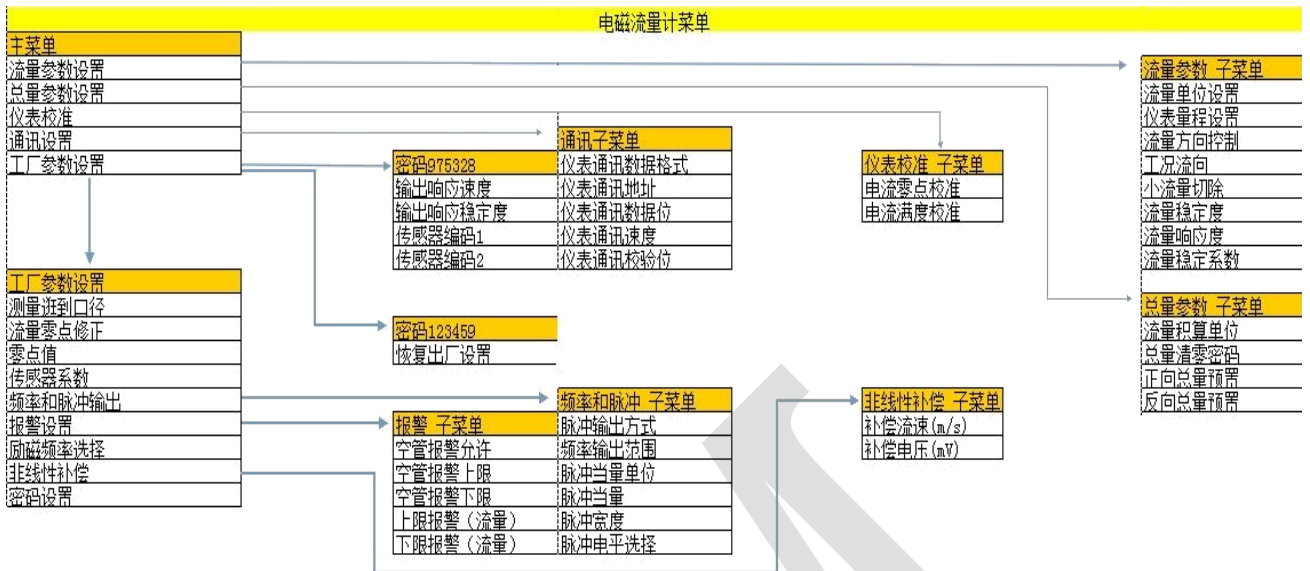 电磁流量计菜单
主菜单
流量参数设置
总量参数设置
仪表校准
通讯设置
工厂参数设置
流量参数 子菜单
流量单位设置
仪表量程设置
流量方向控制
工况流向
小流量切除
流量稳定度
流量响应度
流量稳定系数
通讯子菜单
仪表通讯数据格式
仪表通讯地址
仪表通讯数据位
仪表通讯速度
仪表通讯校验位
密码975328
输出响应速度
输出响应稳定度
传感器编码1
传感器编码2
仪表校准 子菜单
电流零点校准
电流满度校准
工厂参数设置
测量逛到口径
流量零点修正
零点值
传感器系数
频率和脉冲输出
报警设置
励磁频率选择
非线性补偿
密码设置
密码123459
恢复出厂设置
总量参数 子菜单
流量积算单位
总量清零密码
正向总量预置
反向总量预置
报警 子菜单
空管报警允许
空管报警上限
空管报警下限
上限报警（流量）
下限报警（流量）
频率和脉冲 子菜单
脉冲输出方式
频率输出范围
脉冲当量单位
脉冲当量
脉冲宽度
脉冲电平选择
非线性补偿 子菜单
补偿流速(m/s)
补偿电压(mV)